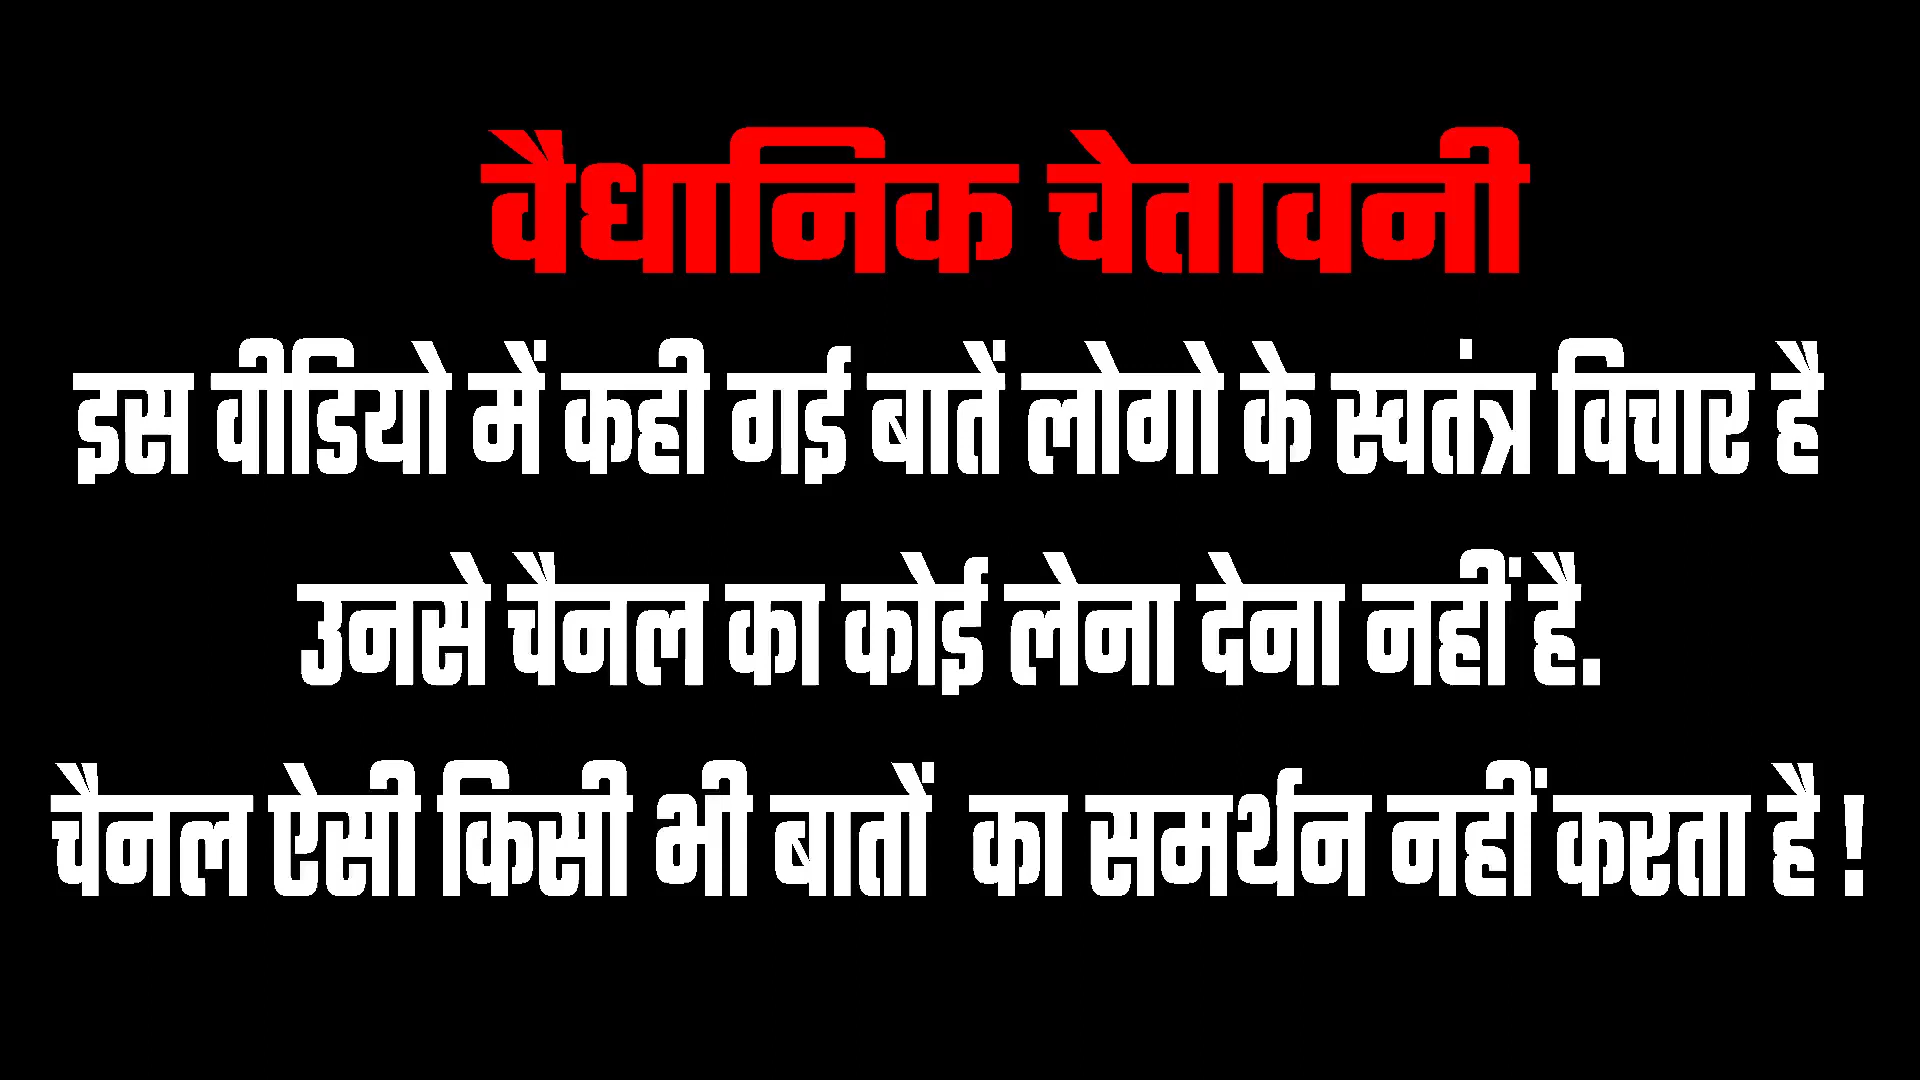 वैधानिक चेतावनी
इस वीडियो में कही गई बातें लोगो के स्वतंत्र विचार है
उनसे चैनल का कोई लेना देना नहीं है.
चैनल ऐसी किसी भी बातों का समर्थन नहीं करता है !